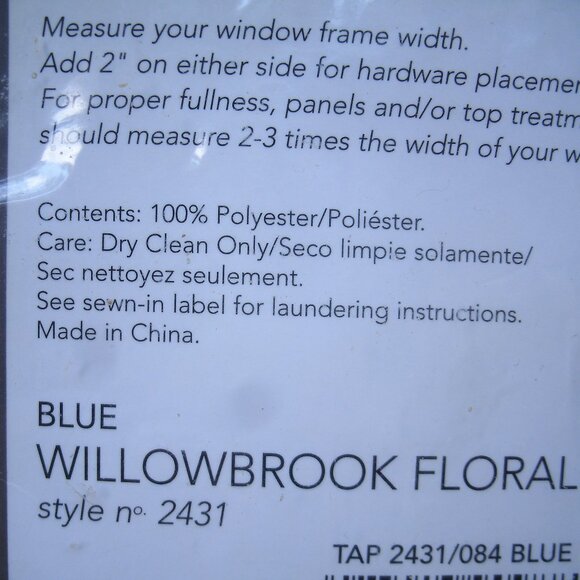 Measure your window frame width.
Add 2" on either side for hardware placemen
For proper fullness, panels and/or top treatm
should measure 2-3 times the width of your w
Contents: 100% Polyester/Poliéster.
Care: Dry Clean Only/Seco limpie solamente/
Sec nettoyez seulement.
See sewn-in label for laundering instructions.
Made in China.
BLUE
WILLOWBROOK FLORAL
style no. 2431
TAP 2431/084 BLUE